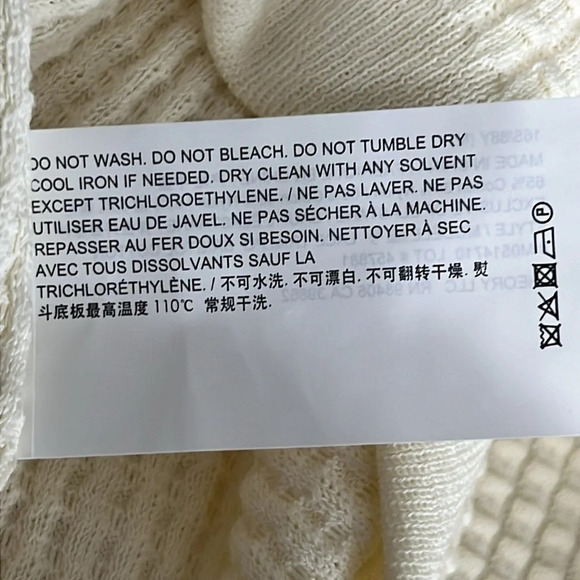 DO NOT WASH. DO NOT BLEACH. DO NOT TUMBLE DRY
COOL IRON IF NEEDED. DRY CLEAN WITH ANY SOLVENT
EXCEPT TRICHLOROETHYLENE. / NE PAS LAVER. NE PAS
UTILISER EAU DE JAVEL. NE PAS SÉCHER À LA MACHINE.
REPASSER AU FER DOUX SI BESOIN. NETTOYER À SEC
AVEC TOUS DISSOLVANTS SAUF LA
TRICHLORÉTHYLÈNE. / 不可水洗. 不可漂白. 不可翻转干燥. 熨
斗底板最高温度 110℃ 常规干洗.
P